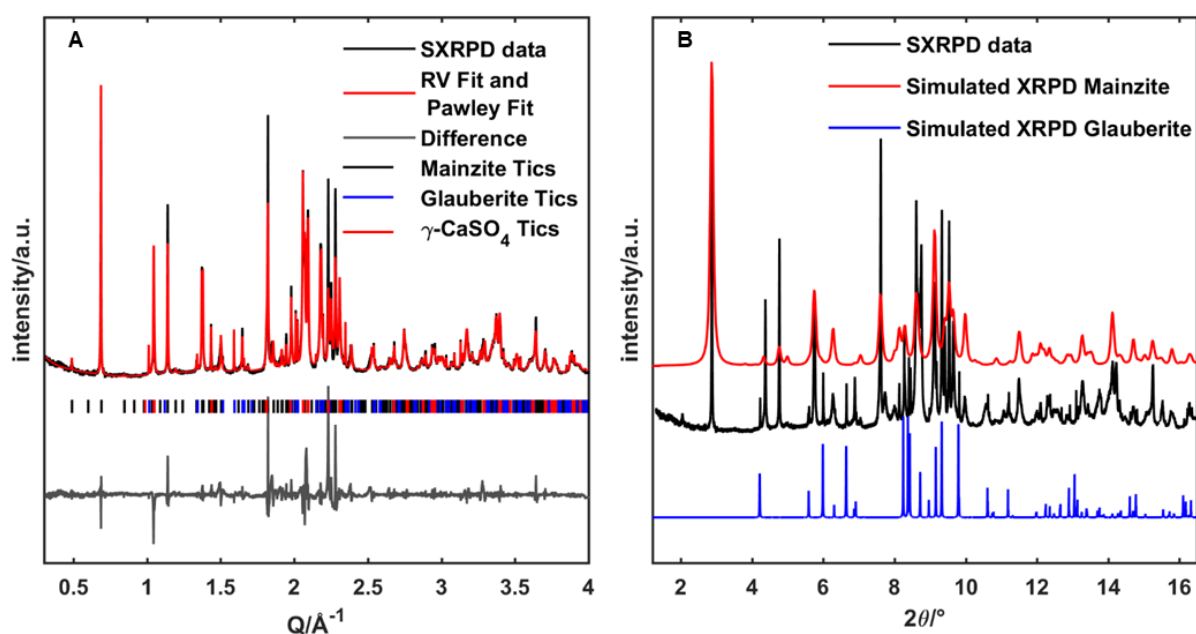 A
SXRPD data
RV Fit and
Pawley Fit
Difference
Mainzite Tics
Glauberite Tics
γ-CaSO4 Tics
intensity/a.u.
0.5 1 1.5 2 2.5 3 3.5 4
Q/Å-1
B
SXRPD data
Simulated XRPD Mainzite
Simulated XRPD Glauberite
intensity/a.u.
2 4 6 8 10 12 14 16
2θ/°